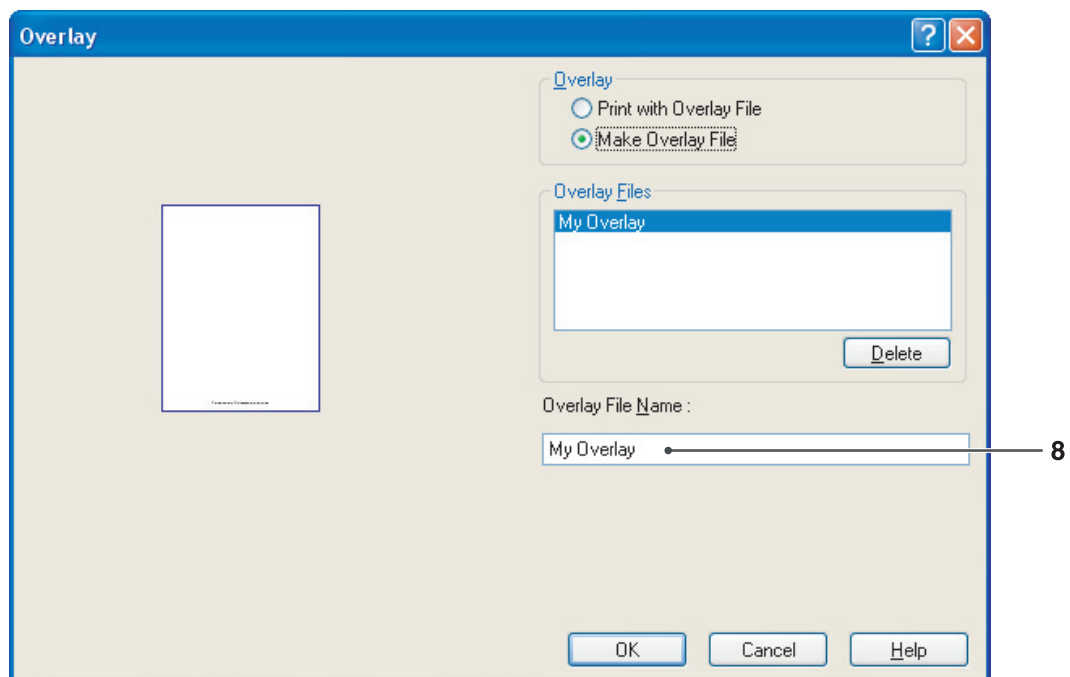 Overlay
Overlay
Print with Overlay File
Make Overlay File
Overlay Files
My Overlay
Delete
Overlay File Name :
My Overlay
8
OK
Cancel
Help